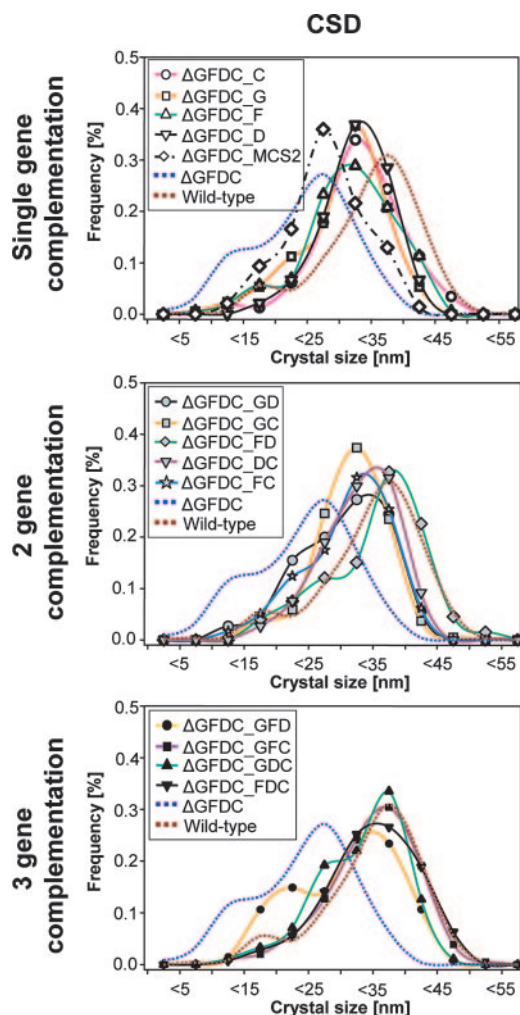 CSD
Single gene
complementation
Frequency [%]
0.5
0.4
0.3
0.2
0.1
0.0
ΔGFDC_C
ΔGFDC_G
ΔGFDC_F
ΔGFDC_D
ΔGFDC_MCS2
ΔGFDC
Wild-type
<5 <15 <25 <35 <45 <55
Crystal size [nm]
2 gene
complementation
Frequency [%]
0.5
0.4
0.3
0.2
0.1
0.0
ΔGFDC_GD
ΔGFDC_GC
ΔGFDC_FD
ΔGFDC_DC
ΔGFDC_FC
ΔGFDC
Wild-type
<5 <15 <25 <35 <45 <55
Crystal size [nm]
3 gene
complementation
Frequency [%]
0.5
0.4
0.3
0.2
0.1
0.0
ΔGFDC_GFD
ΔGFDC_GFC
ΔGFDC_GDC
ΔGFDC_FDC
ΔGFDC
Wild-type
<5 <15 <25 <35 <45 <55
Crystal size [nm]